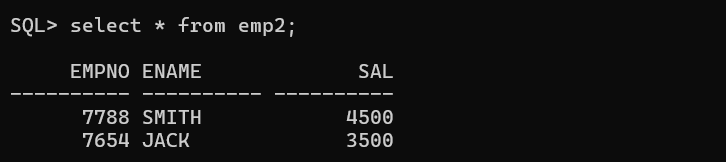 SQL> select * from emp2;
     EMPNO ENAME             SAL
---------- ---------- ----------
      7788 SMITH            4500
      7654 JACK             3500